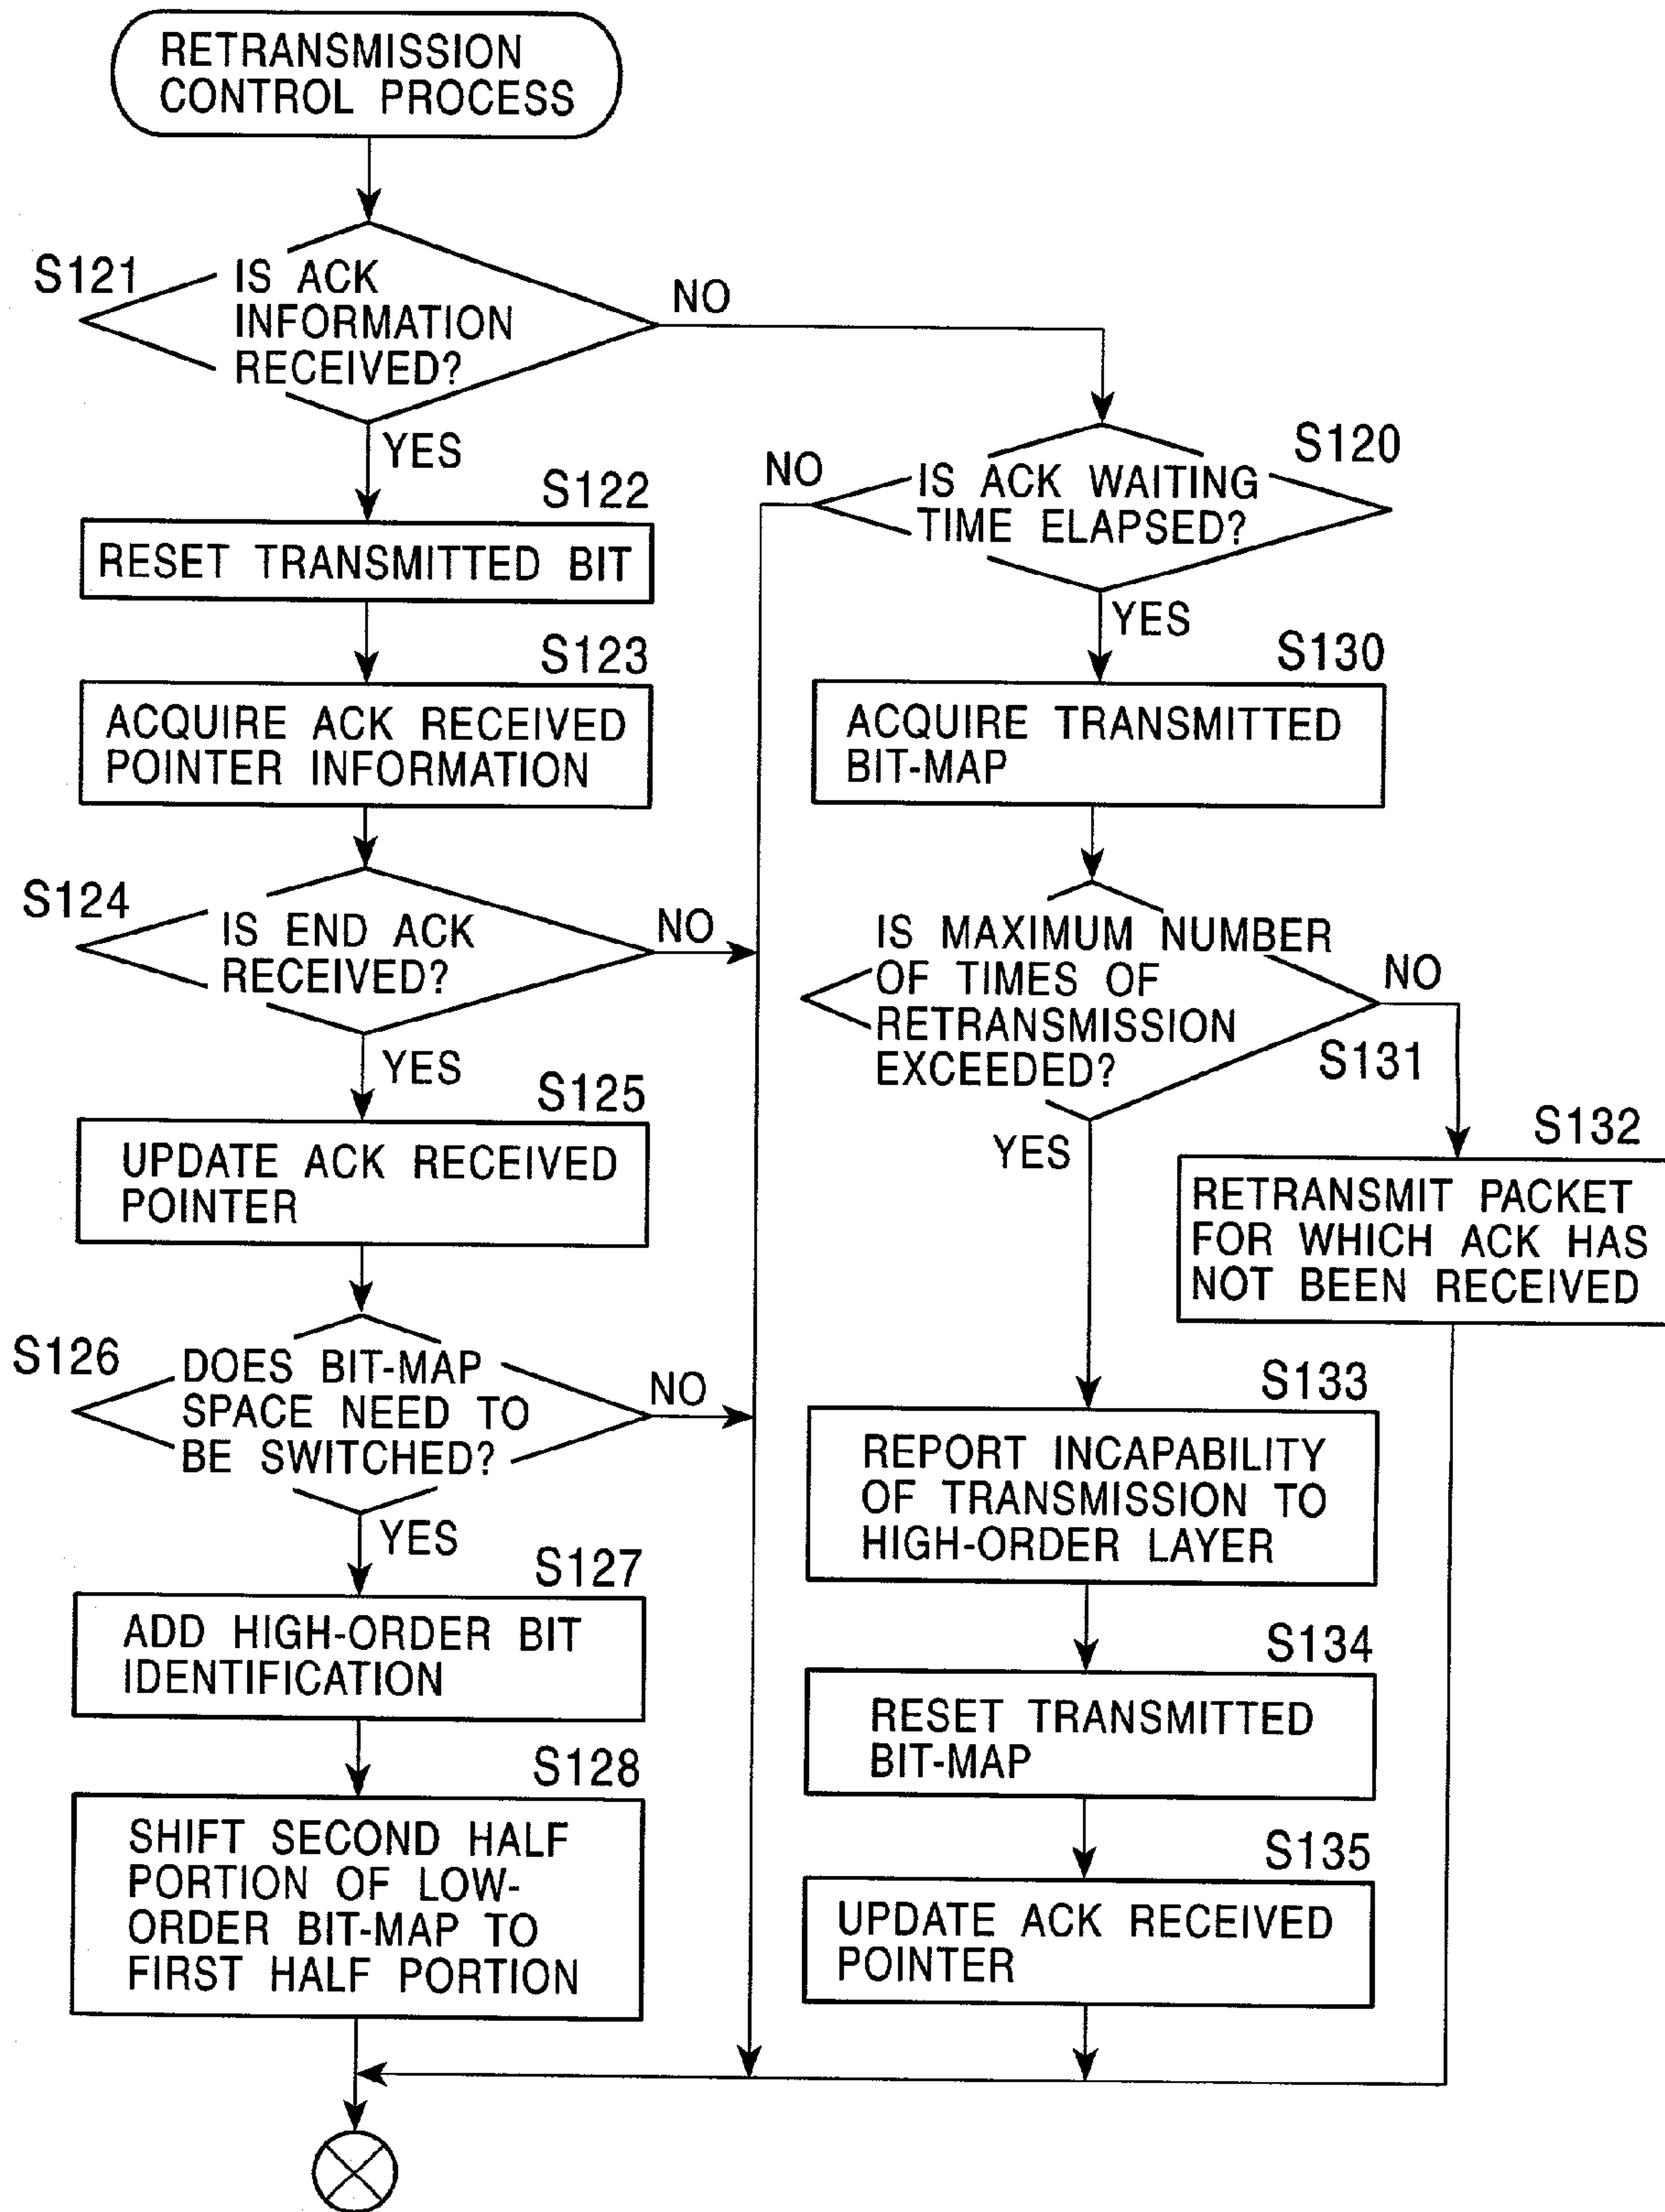 RETRANSMISSION
CONTROL PROCESS
S121
IS ACK
INFORMATION
RECEIVED?
NO
YES
S122
RESET TRANSMITTED BIT
S123
ACQUIRE ACK RECEIVED
POINTER INFORMATION
S124
IS END ACK
RECEIVED?
NO
YES
S125
UPDATE ACK RECEIVED
POINTER
S126
DOES BIT-MAP
SPACE NEED TO
BE SWITCHED?
NO
YES
S127
ADD HIGH-ORDER BIT
IDENTIFICATION
S128
SHIFT SECOND HALF
PORTION OF LOW-
ORDER BIT-MAP TO
FIRST HALF PORTION
S120
NO
IS ACK WAITING
TIME ELAPSED?
YES
S130
ACQUIRE TRANSMITTED
BIT-MAP
IS MAXIMUM NUMBER
OF TIMES OF
RETRANSMISSION
EXCEEDED?
NO
S131
YES
S132
RETRANSMIT PACKET
FOR WHICH ACK HAS
NOT BEEN RECEIVED
S133
REPORT INCAPABILITY
OF TRANSMISSION TO
HIGH-ORDER LAYER
S134
RESET TRANSMITTED
BIT-MAP
S135
UPDATE ACK RECEIVED
POINTER